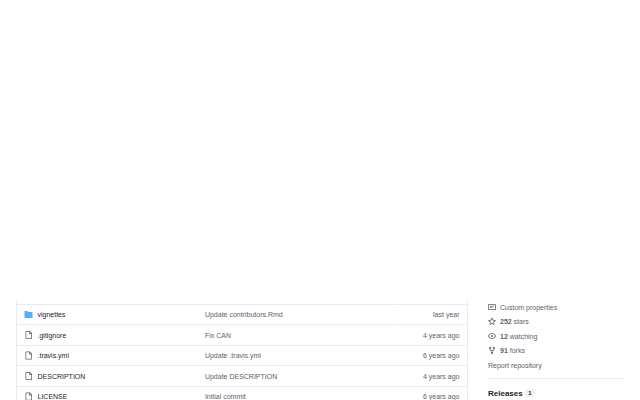 vignettes Update contributors.Rmd last year
.gitignore Fix CAN 4 years ago
.travis.yml Update .travis.yml 6 years ago
DESCRIPTION Update DESCRIPTION 4 years ago
LICENSE Initial commit 6 years ago
Custom properties
252 stars
12 watching
91 forks
Report repository
Releases 1